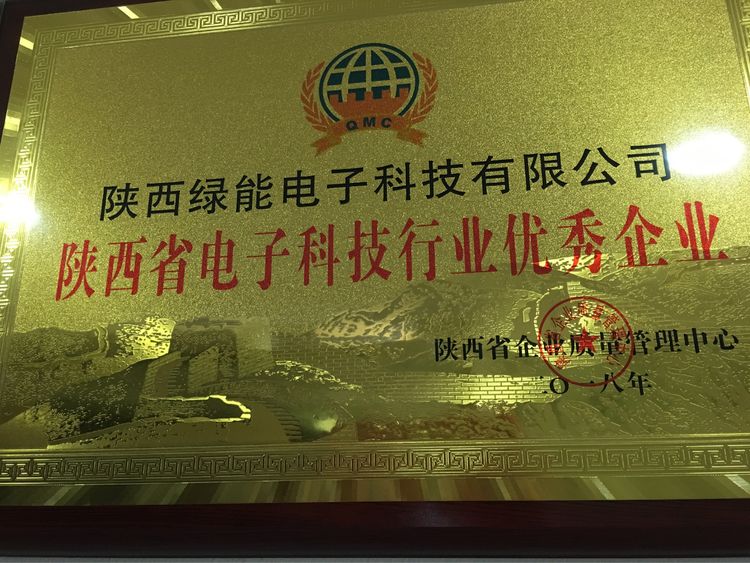 QMC
陕西绿能电子科技有限公司
陕西省电子科技行业优秀企业
陕西省企业质量管理中心
二〇一八年